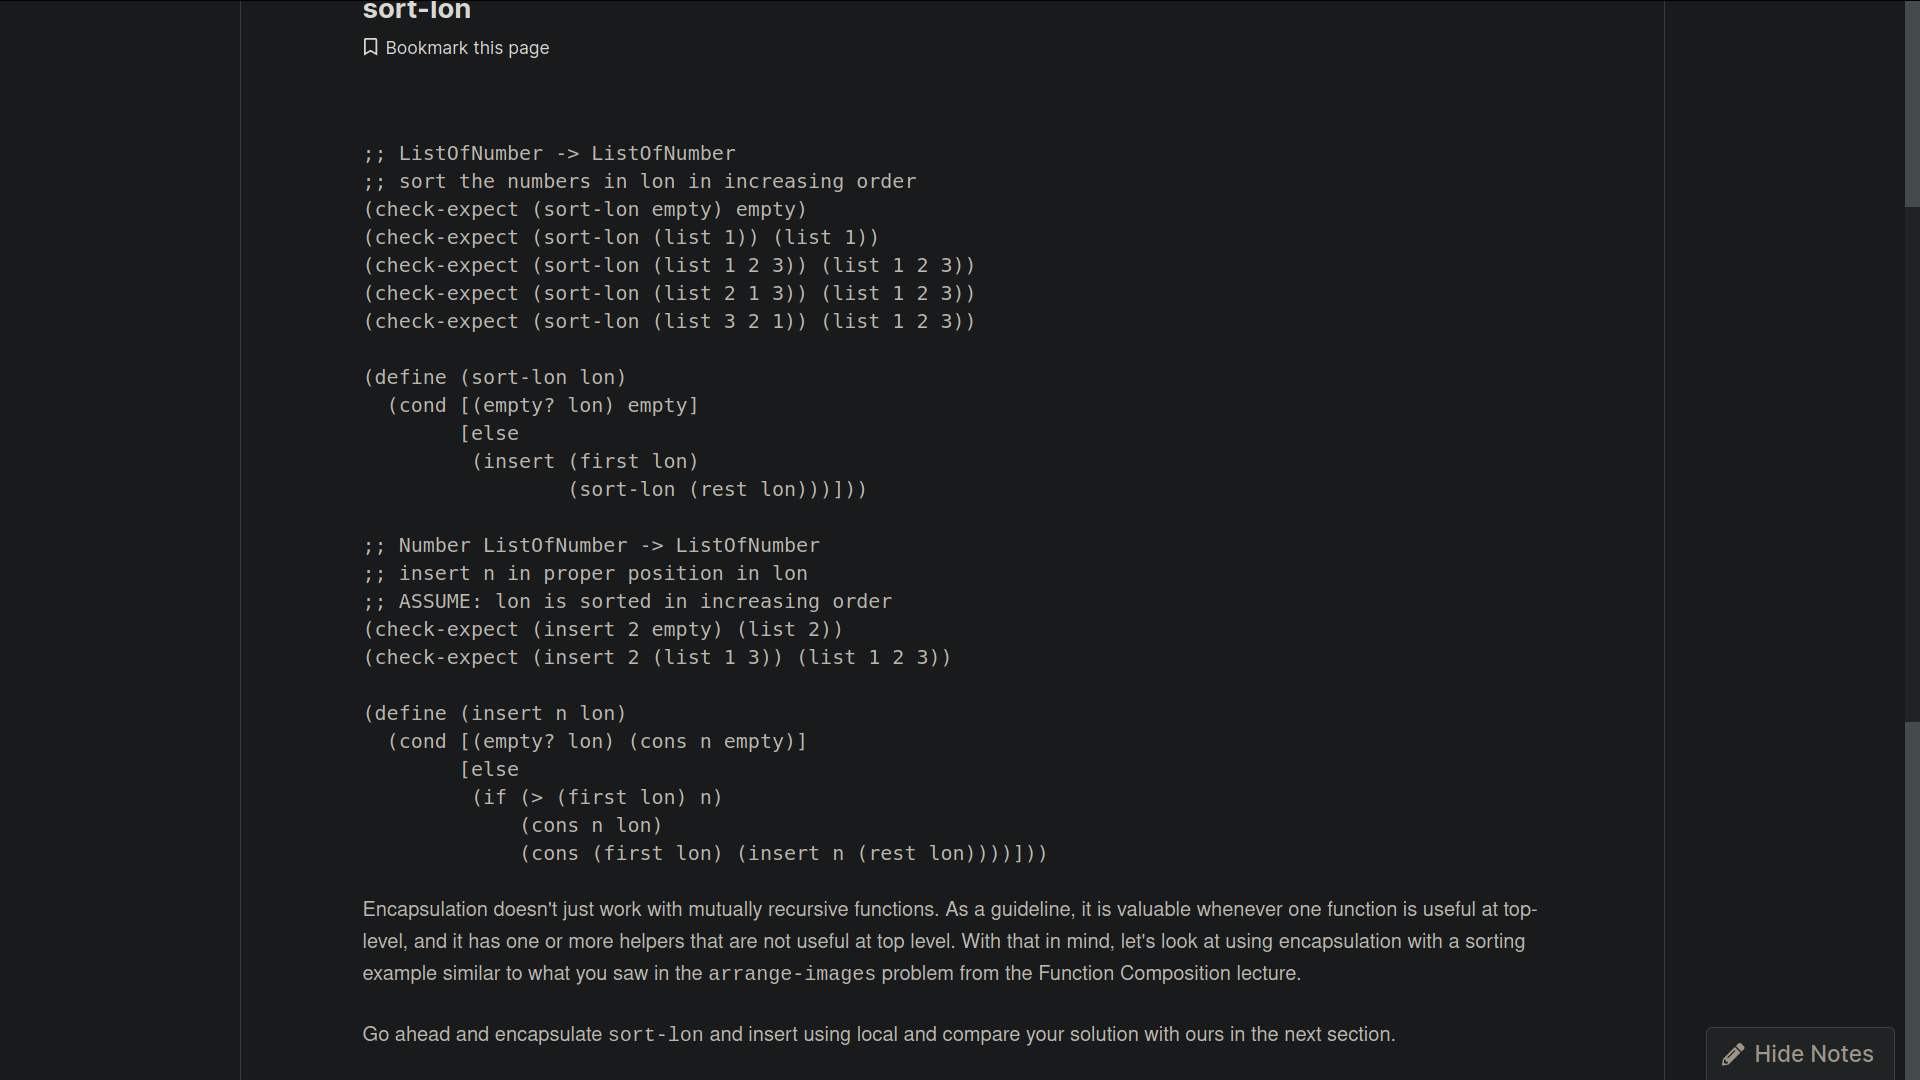 sort-lon
Bookmark this page
;; ListOfNumber -> ListOfNumber
;; sort the numbers in lon in increasing order
(check-expect (sort-lon empty) empty)
(check-expect (sort-lon (list 1)) (list 1))
(check-expect (sort-lon (list 1 2 3)) (list 1 2 3))
(check-expect (sort-lon (list 2 1 3)) (list 1 2 3))
(check-expect (sort-lon (list 3 2 1)) (list 1 2 3))
(define (sort-lon lon)
  (cond [(empty? lon) empty]
        [else
         (insert (first lon)
                 (sort-lon (rest lon)))]))
;; Number ListOfNumber -> ListOfNumber
;; insert n in proper position in lon
;; ASSUME: lon is sorted in increasing order
(check-expect (insert 2 empty) (list 2))
(check-expect (insert 2 (list 1 3)) (list 1 2 3))
(define (insert n lon)
  (cond [(empty? lon) (cons n empty)]
        [else
         (if (> (first lon) n)
             (cons n lon)
             (cons (first lon) (insert n (rest lon))))]))
Encapsulation doesn't just work with mutually recursive functions. As a guideline, it is valuable whenever one function is useful at top-
level, and it has one or more helpers that are not useful at top level. With that in mind, let's look at using encapsulation with a sorting
example similar to what you saw in the arrange-images problem from the Function Composition lecture.
Go ahead and encapsulate sort-lon and insert using local and compare your solution with ours in the next section.
Hide Notes